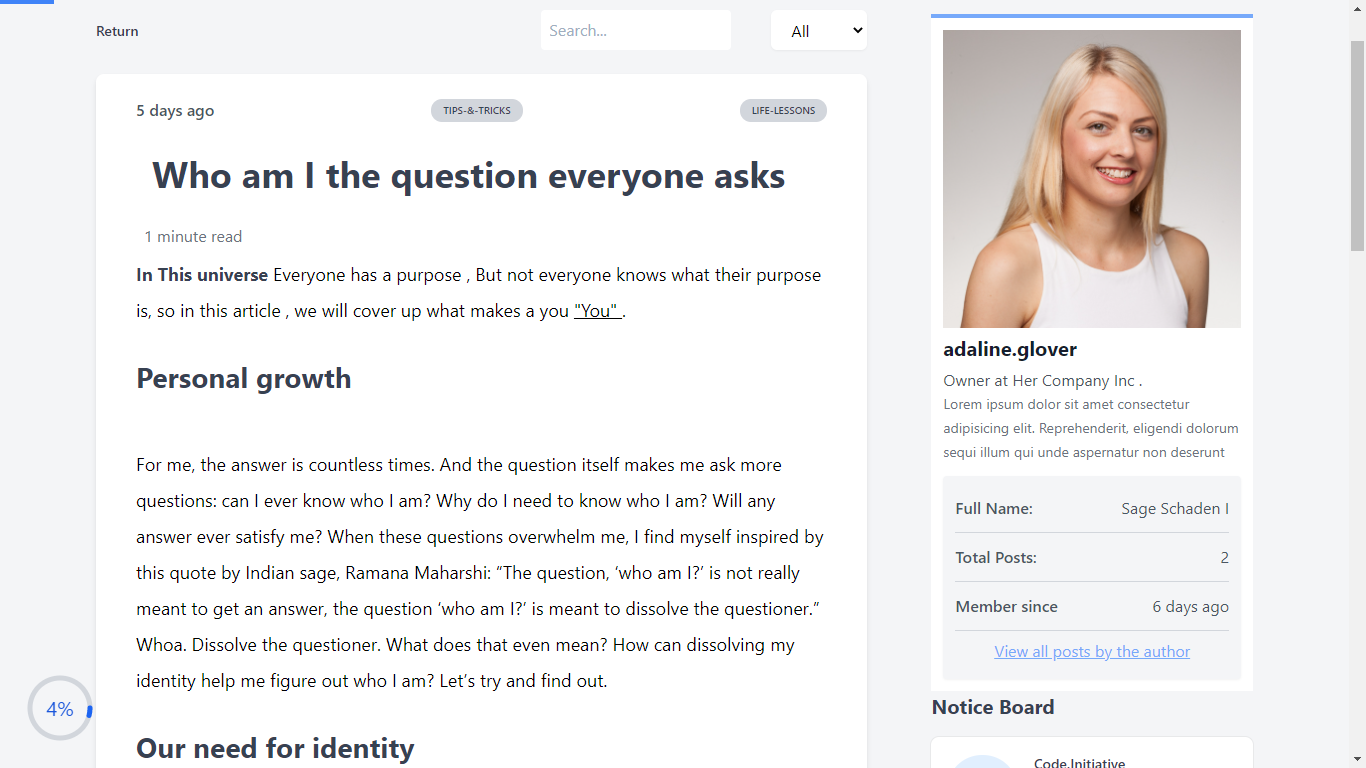 Return
Search...
All
5 days ago
TIPS-&-TRICKS
LIFE-LESSONS
Who am I the question everyone asks
1 minute read
In This universe Everyone has a purpose , But not everyone knows what their purpose
is, so in this article , we will cover up what makes a you "You" .
Personal growth
For me, the answer is countless times. And the question itself makes me ask more
questions: can I ever know who I am? Why do I need to know who I am? Will any
answer ever satisfy me? When these questions overwhelm me, I find myself inspired by
this quote by Indian sage, Ramana Maharshi: “The question, ‘who am I?’ is not really
meant to get an answer, the question ‘who am I?’ is meant to dissolve the questioner.”
Whoa. Dissolve the questioner. What does that even mean? How can dissolving my
identity help me figure out who I am? Let’s try and find out.
Our need for identity
4%
adaline.glover
Owner at Her Company Inc .
Lorem ipsum dolor sit amet consectetur
adipisicing elit. Reprehenderit, eligendi dolorum
sequi illum qui unde aspernatur non deserunt
Full Name: Sage Schaden I
Total Posts: 2
Member since 6 days ago
View all posts by the author
Notice Board
Code.Initiative